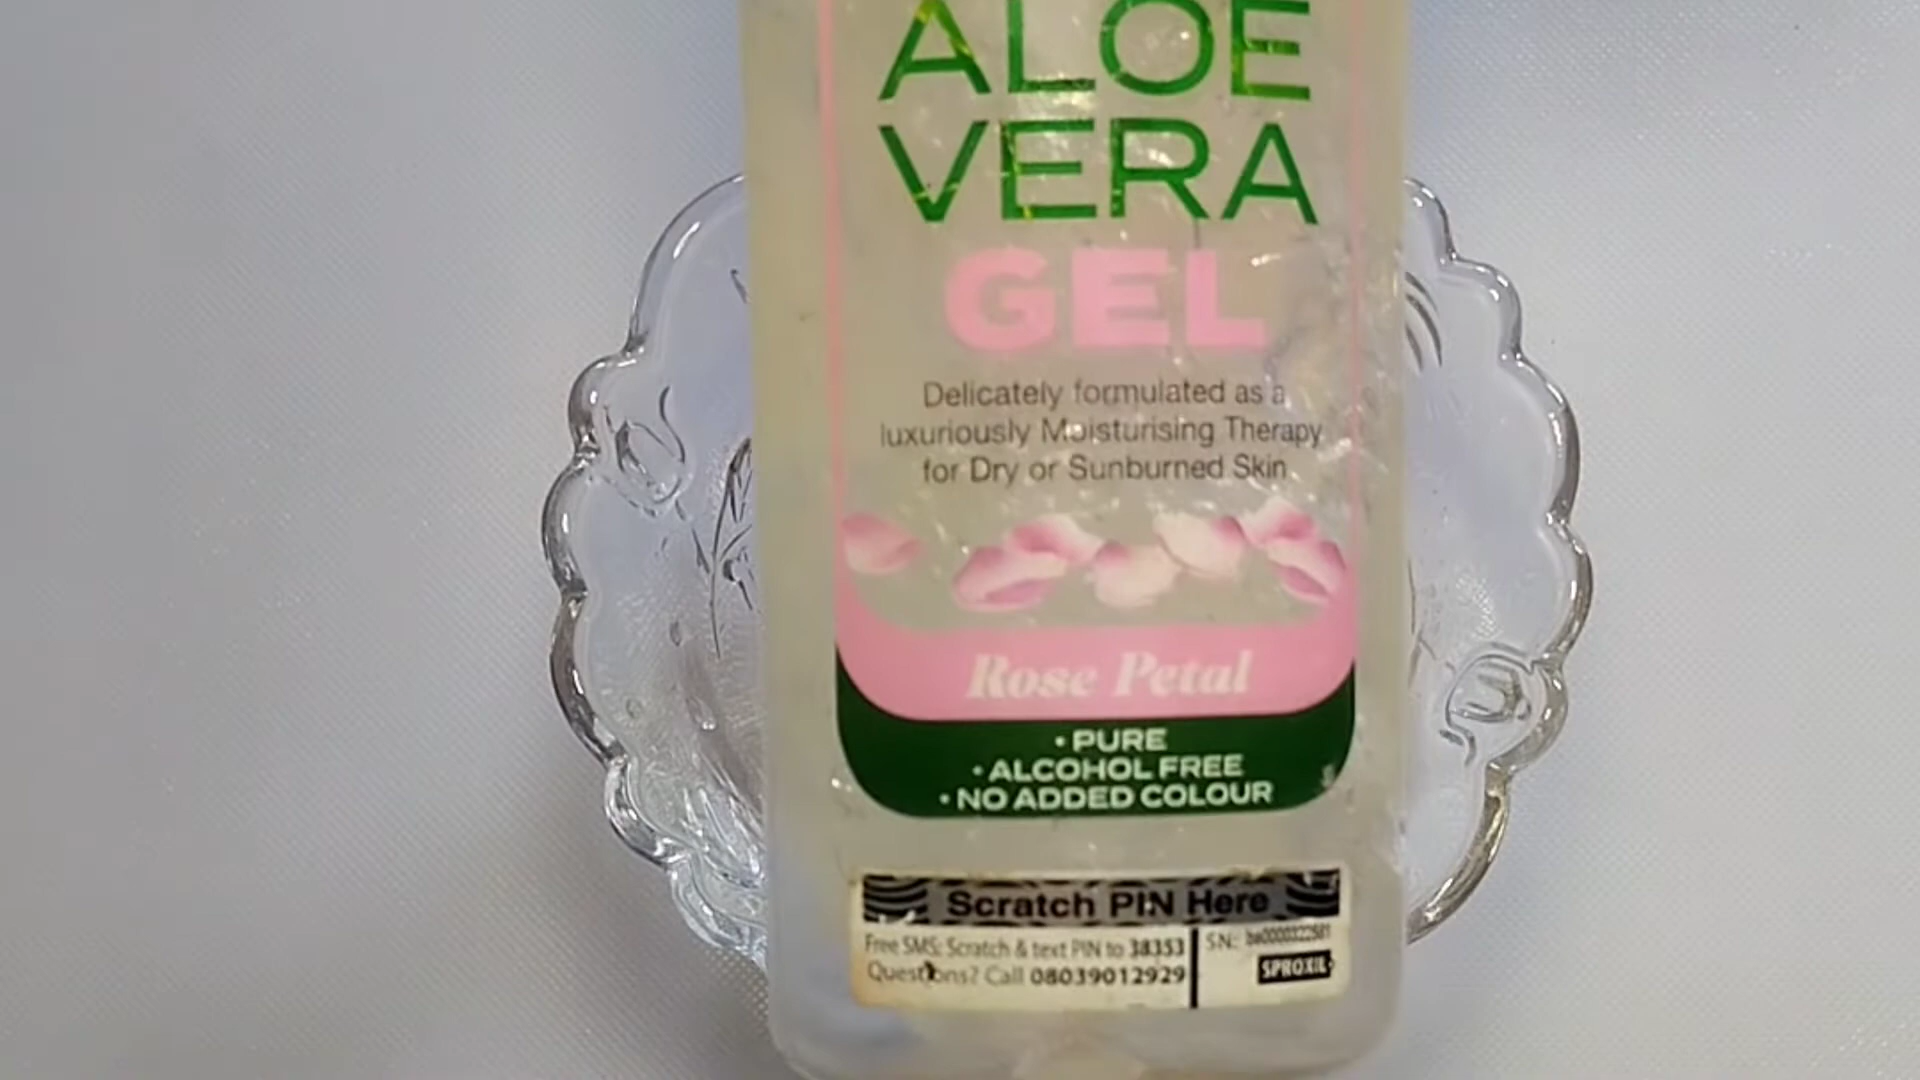 ALOE
VERA
GEL
Delicately formulated as a
luxuriously Moisturising Therapy
for Dry or Sunburned Skin
Rose Petal
• PURE
• ALCOHOL FREE
• NO ADDED COLOUR
Scratch PIN Here
Free SMS: Scratch & text PIN to 38353
Questions? Call 08039012929
SN:
SPROXIL